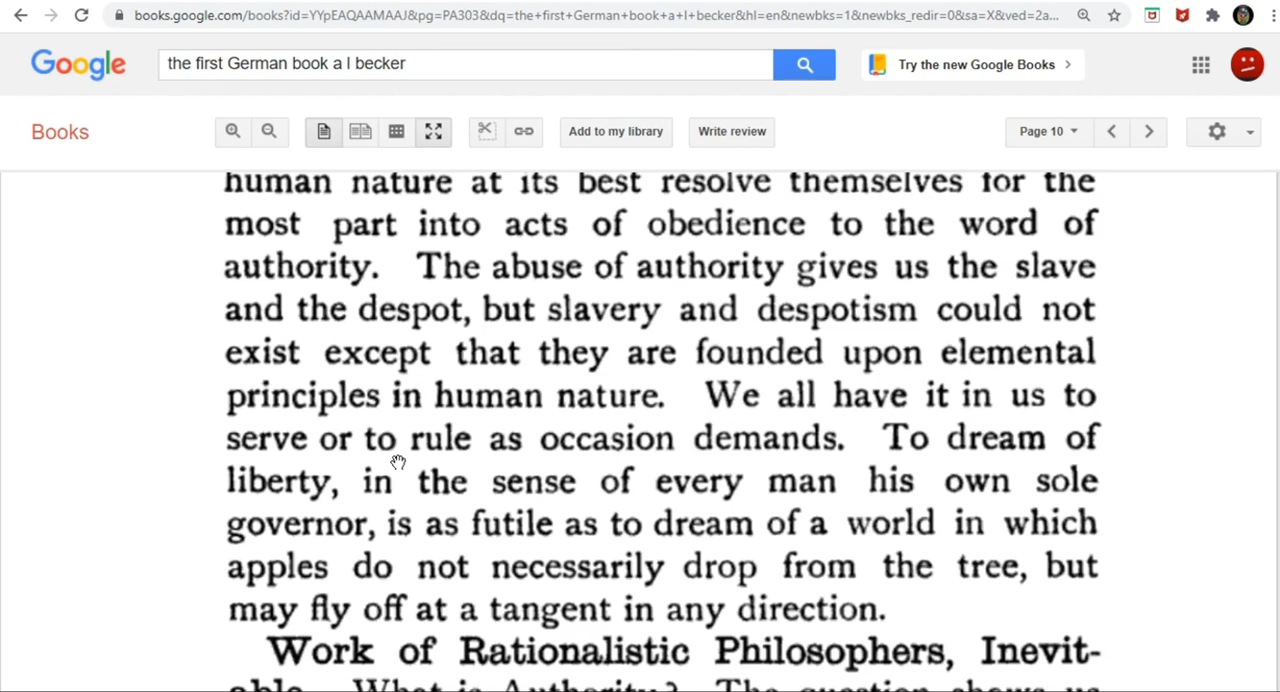 books.google.com/books?id=YYpEAQAAMAAJ&pg=PA303&dq=the+first+German+book+a+l+becker&hl=en&newbks=1&newbks_redir=0&sa=X&ved=2a...
Google
the first German book a l becker
Try the new Google Books
Books
Add to my library
Write review
Page 10
human nature at its best resolve themselves for the
most part into acts of obedience to the word of
authority. The abuse of authority gives us the slave
and the despot, but slavery and despotism could not
exist except that they are founded upon elemental
principles in human nature. We all have it in us to
serve or to rule as occasion demands. To dream of
liberty, in the sense of every man his own sole
governor, is as futile as to dream of a world in which
apples do not necessarily drop from the tree, but
may fly off at a tangent in any direction.
Work of Rationalistic Philosophers, Inevit-
able. What is Authority? The question shows us